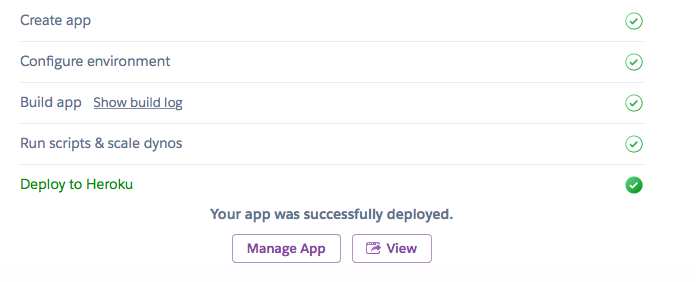 Create app
Configure environment
Build app Show build log
Run scripts & scale dynos
Deploy to Heroku
Your app was successfully deployed.
Manage App View